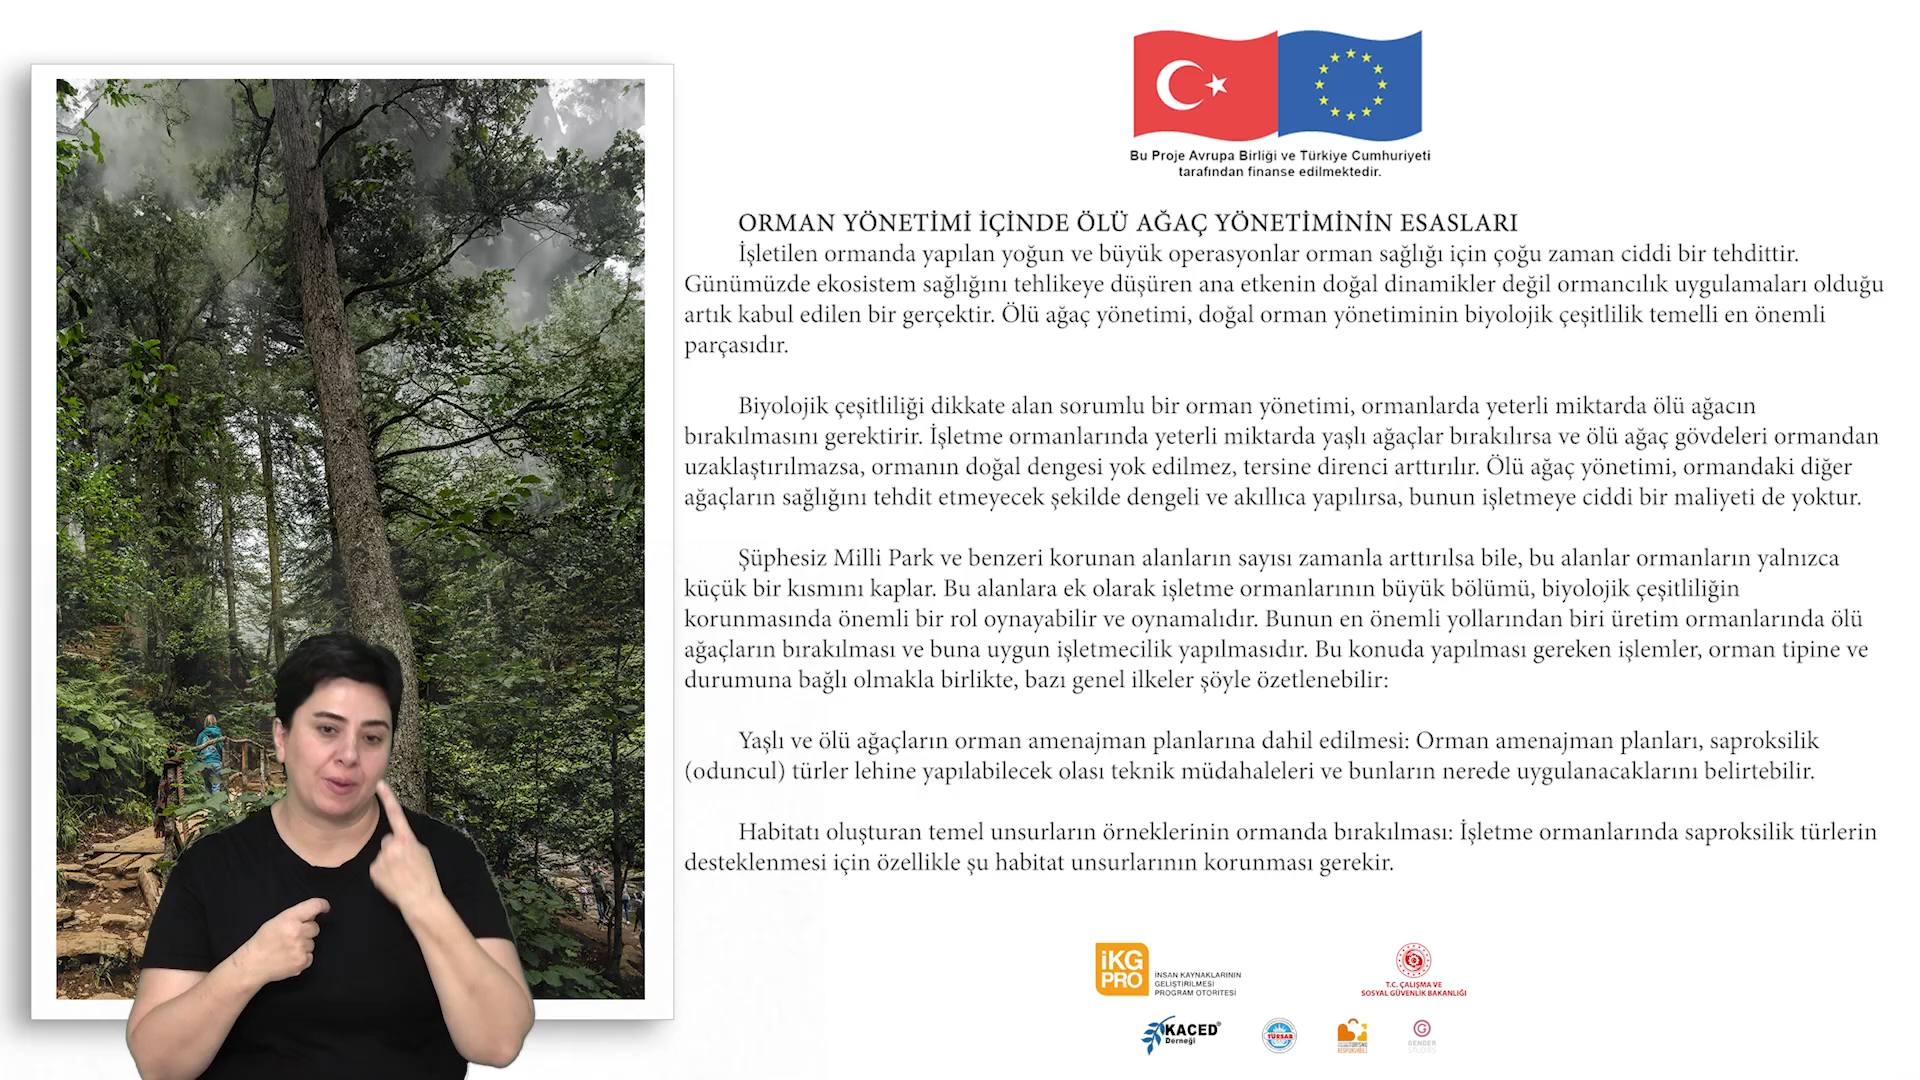 Bu Proje Avrupa Birliği ve Türkiye Cumhuriyeti
tarafından finanse edilmektedir.
ORMAN YÖNETİMİ İÇİNDE ÖLÜ AĞAÇ YÖNETİMİNİN ESASLARI
İşletilen ormanda yapılan yoğun ve büyük operasyonlar orman sağlığı için çoğu zaman ciddi bir tehdittir.
Günümüzde ekosistem sağlığını tehlikeye düşüren ana etkenin doğal dinamikler değil ormancılık uygulamaları olduğu
artık kabul edilen bir gerçektir. Ölü ağaç yönetimi, doğal orman yönetiminin biyolojik çeşitlilik temelli en önemli
parçasıdır.
Biyolojik çeşitliliği dikkate alan sorumlu bir orman yönetimi, ormanlarda yeterli miktarda ölü ağacın
bırakılmasını gerektirir. İşletme ormanlarında yeterli miktarda yaşlı ağaçlar bırakılırsa ve ölü ağaç gövdeleri ormandan
uzaklaştırılmazsa, ormanın doğal dengesi yok edilmez, tersine direnci arttırılır. Ölü ağaç yönetimi, ormandaki diğer
ağaçların sağlığını tehdit etmeyecek şekilde dengeli ve akıllıca yapılırsa, bunun işletmeye ciddi bir maliyeti de yoktur.
Şüphesiz Milli Park ve benzeri korunan alanların sayısı zamanla arttırılsa bile, bu alanlar ormanların yalnızca
küçük bir kısmını kaplar. Bu alanlara ek olarak işletme ormanlarının büyük bölümü, biyolojik çeşitliliğin
korunmasında önemli bir rol oynayabilir ve oynamalıdır. Bunun en önemli yollarından biri üretim ormanlarında ölü
ağaçların bırakılması ve buna uygun işletmecilik yapılmasıdır. Bu konuda yapılması gereken işlemler, orman tipine ve
durumuna bağlı olmakla birlikte, bazı genel ilkeler şöyle özetlenebilir:
Yaşlı ve ölü ağaçların orman amenajman planlarına dahil edilmesi: Orman amenajman planları, saproksilik
(oduncul) türler lehine yapılabilecek olası teknik müdahaleleri ve bunların nerede uygulanacaklarını belirtebilir.
Habitatı oluşturan temel unsurların örneklerinin ormanda bırakılması: İşletme ormanlarında saproksilik türlerin
desteklenmesi için özellikle şu habitat unsurlarının korunması gerekir.
iKG
PRO
İNSAN KAYNAKLARININ
GELİŞTİRİLMESİ
PROGRAM OTORİTESİ
T.C. ÇALIŞMA VE
SOSYAL GÜVENLİK BAKANLIĞI
KACED®
Derneği
TÜRSAB
TURISMO
RESPONSABILE
GENDER
STUDIES